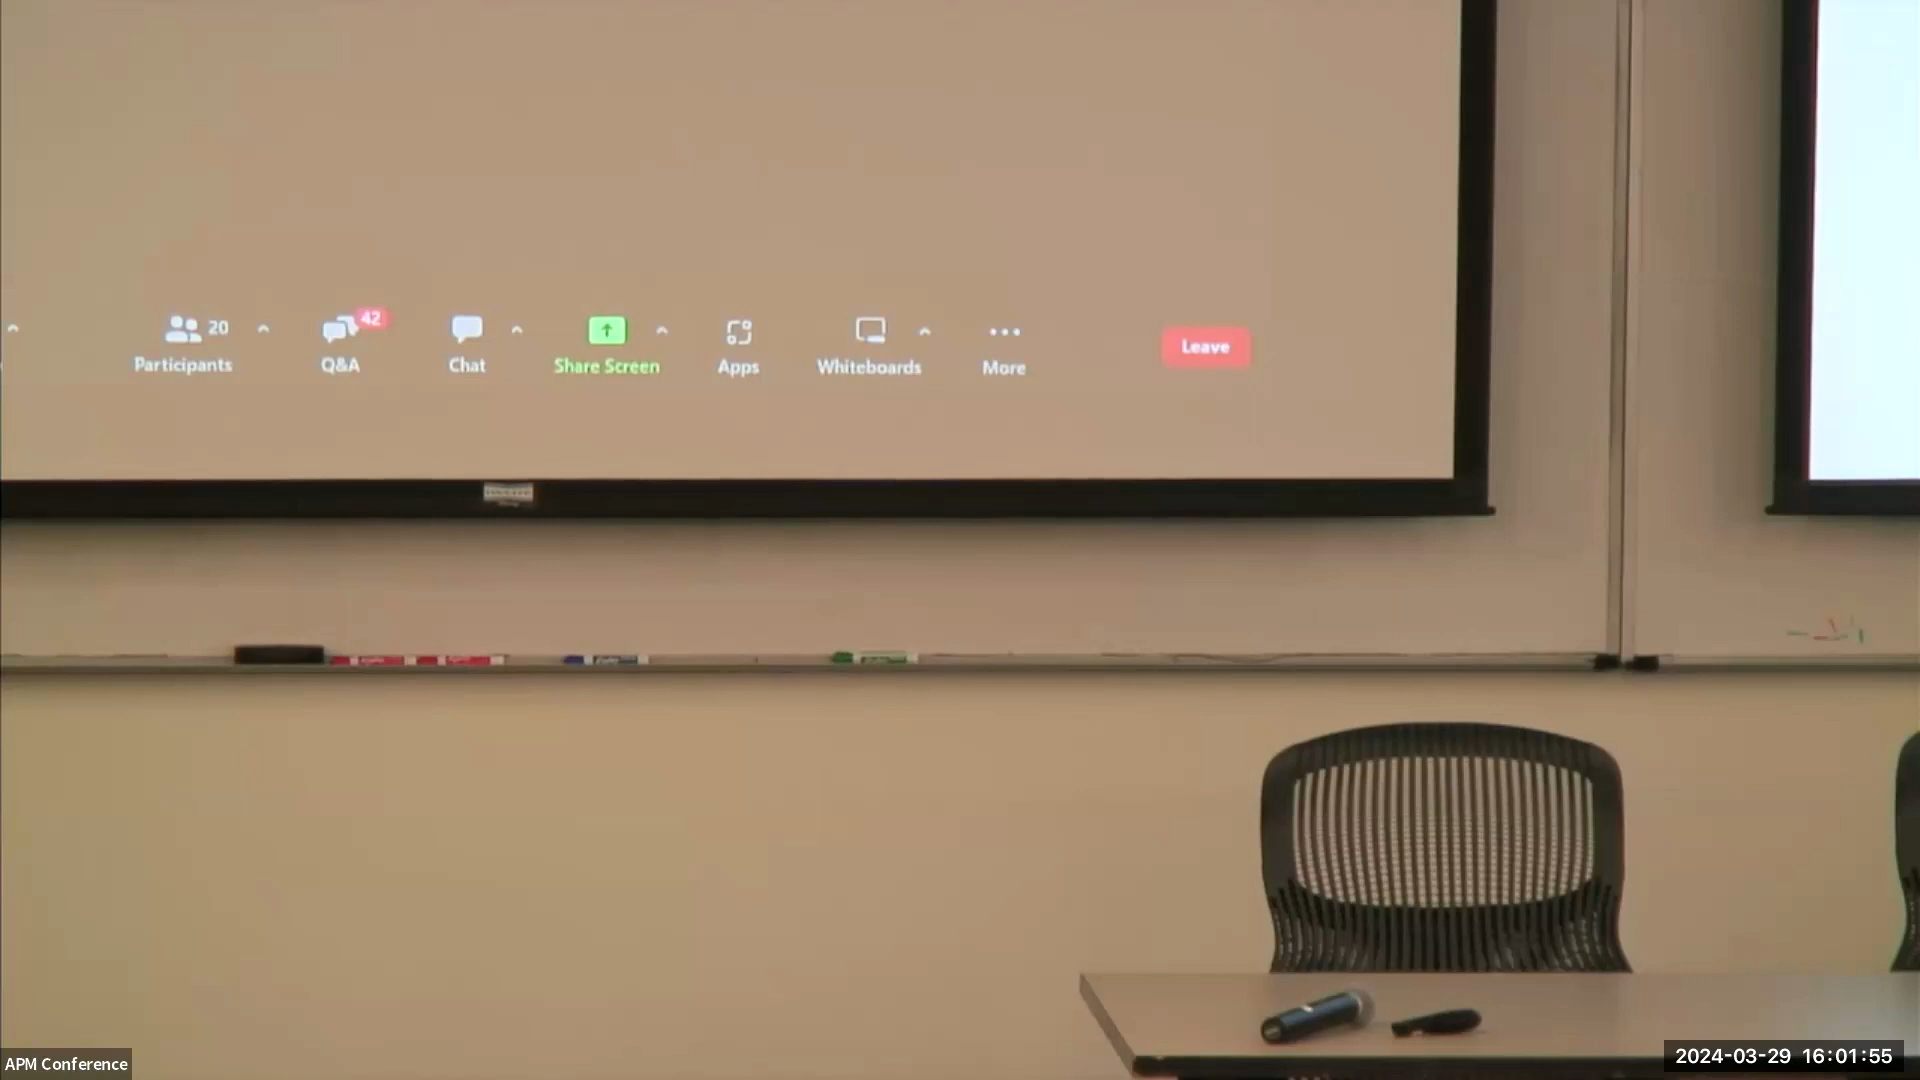 20
42
Participants
Q&A
Chat
Share Screen
Apps
Whiteboards
More
Leave
APM Conference
2024-03-29 16:01:55